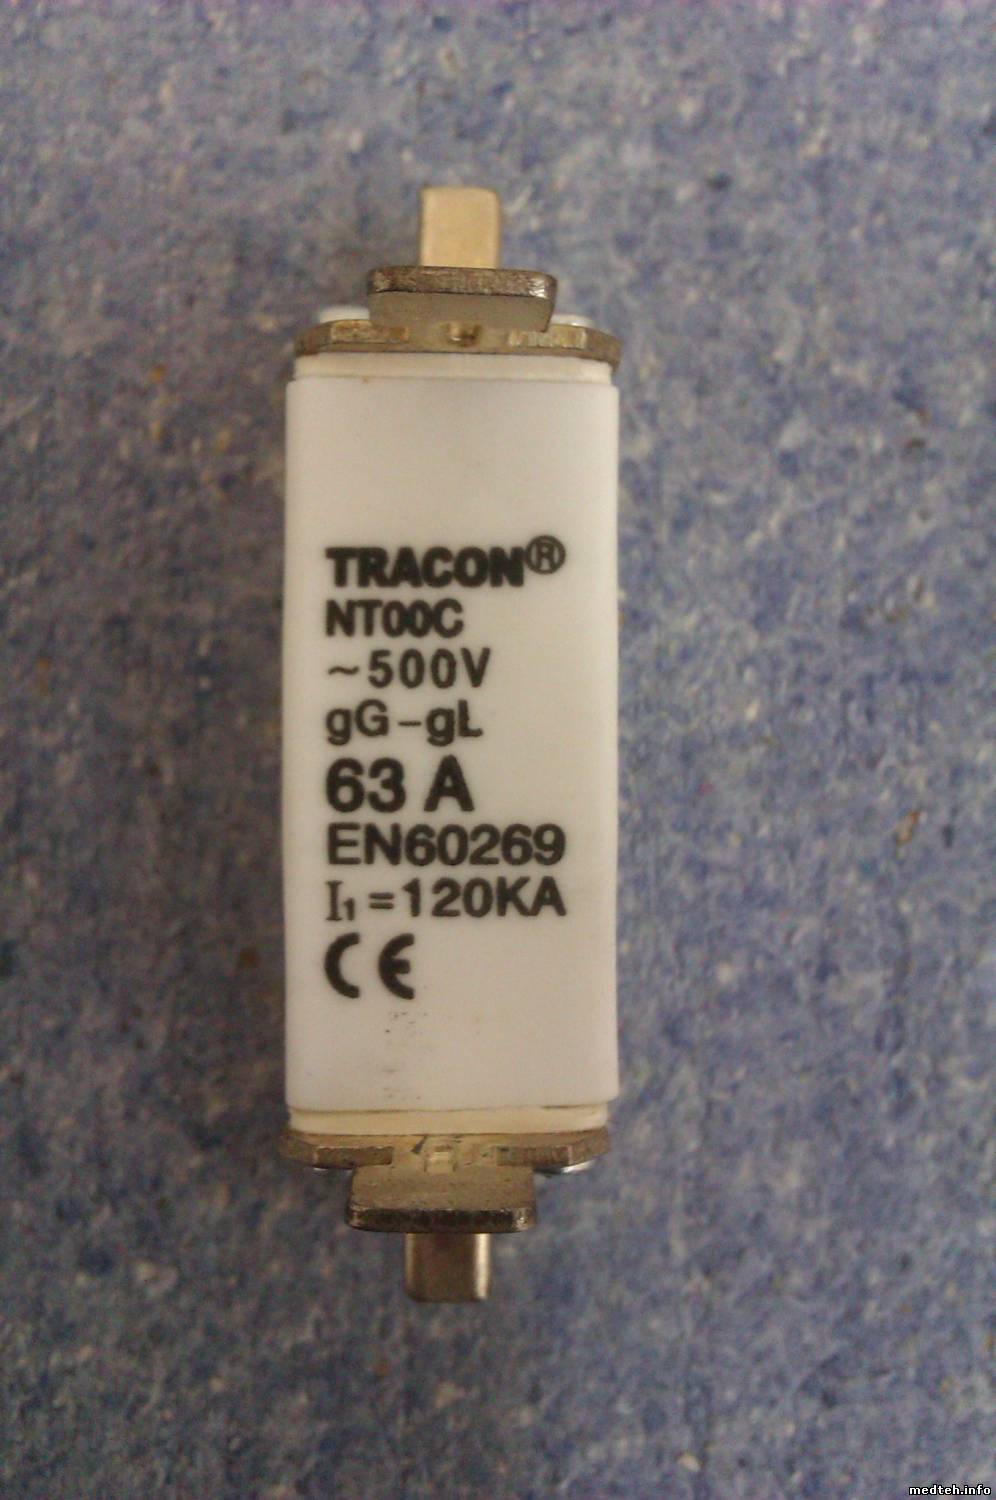 TRACON®
NT00C
~500V
gG-gL
63 A
EN60269
I₁=120KA
CE
medteh.info